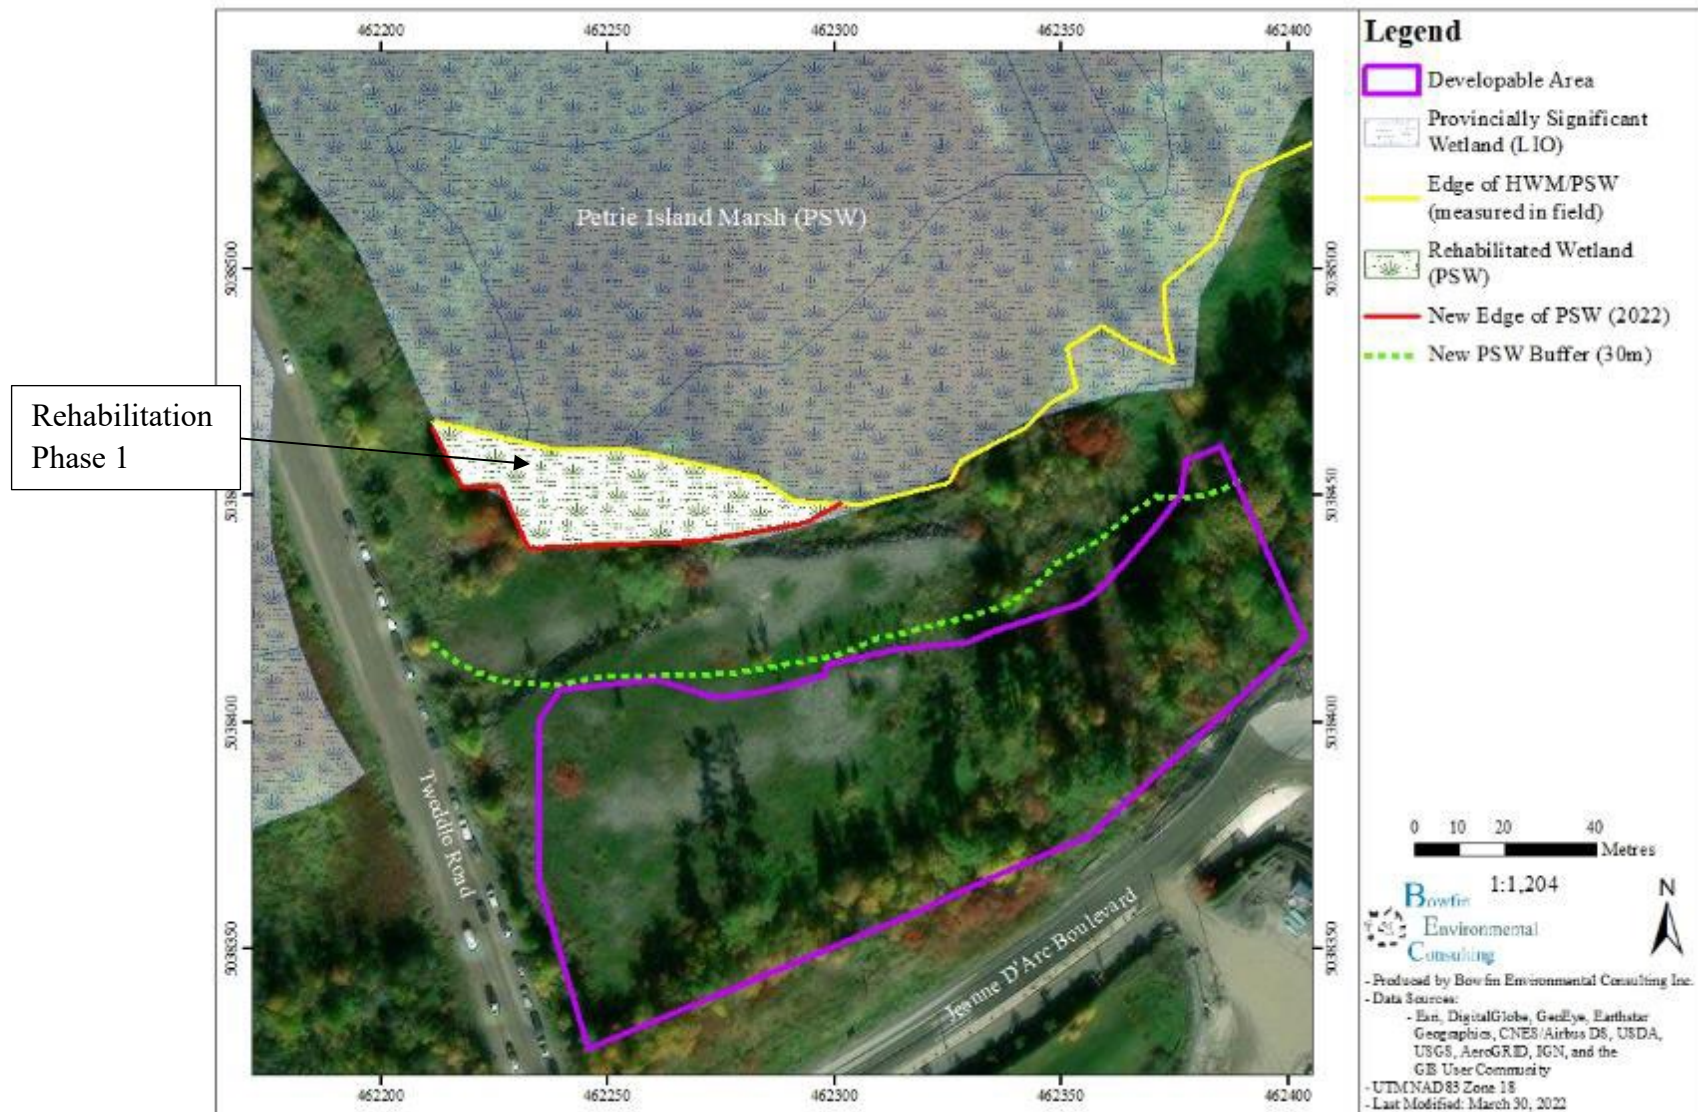 462200 462250 462300 462350 462400
Legend
Developable Area
Provincially Significant
Wetland (LIO)
Edge of HWM/PSW
(measured in field)
Rehabilitated Wetland
(PSW)
New Edge of PSW (2022)
New PSW Buffer (30m)
Petrie Island Marsh (PSW)
5038500
5038500
Rehabilitation
Phase 1
5038450
5038400
5038400
5038350
5038350
Tweddle Road
Jeanne D'Arc Boulevard
0 10 20 40
Metres
1:1,204
N
Bowfin
Environmental
Consulting
- Produced by Bowfin Environmental Consulting Inc.
- Data Sources:
- Esri, DigitalGlobe, GeoEye, Earthstar
Geographics, CNES/Airbus DS, USDA,
USGS, AeroGRID, IGN, and the
GIS User Community
- UTM NAD83 Zone 18
- Last Modified: March 30, 2022
462200 462250 462300 462350 462400